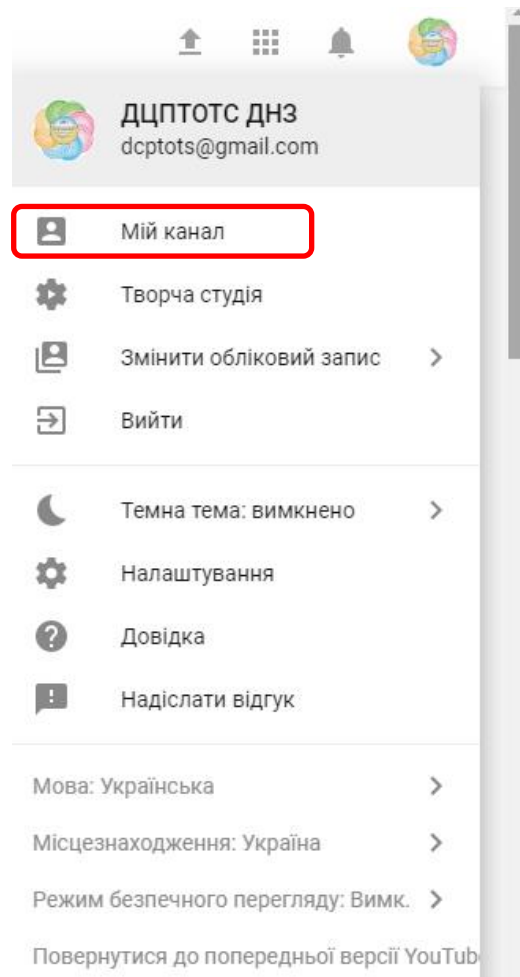 ДЦПТОТС ДНЗ
dcptots@gmail.com
Мій канал
Творча студія
Змінити обліковий запис
Вийти
Темна тема: вимкнено
Налаштування
Довідка
Надіслати відгук
Мова: Українська
Місцезнаходження: Україна
Режим безпечного перегляду: Вимк.
Повернутися до попередньої версії YouTub